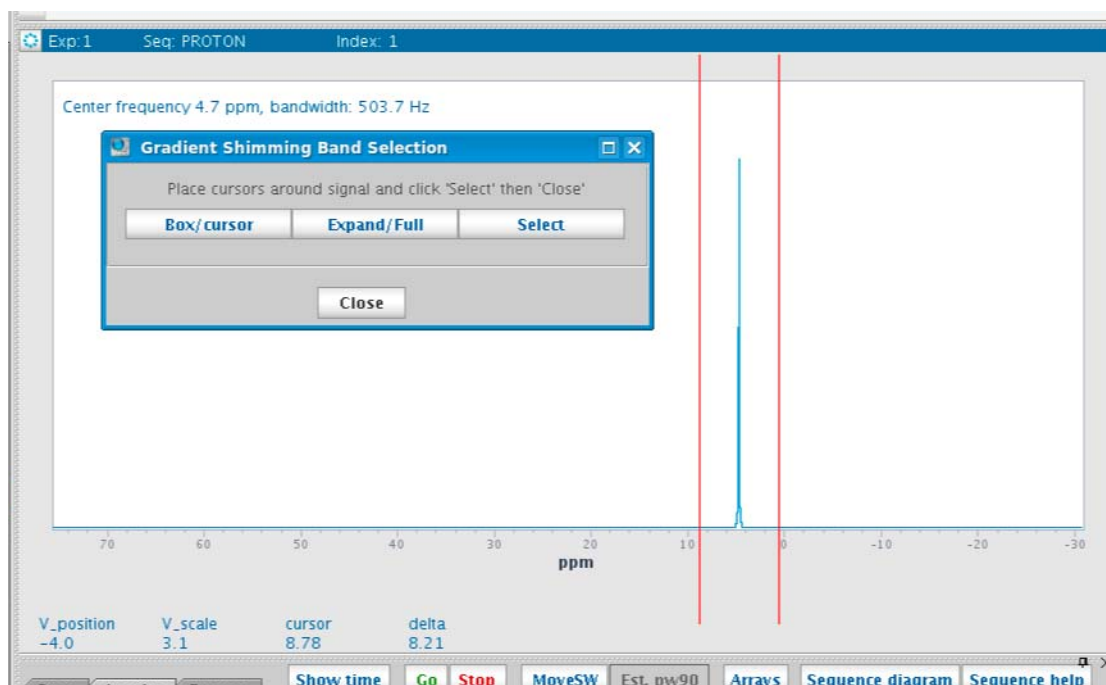 Exp:1 Seq: PROTON Index: 1
Center frequency 4.7 ppm, bandwidth: 503.7 Hz
Gradient Shimming Band Selection
Place cursors around signal and click 'Select' then 'Close'
Box/cursor Expand/Full Select
Close
70 60 50 40 30 20 10 0 -10 -20 -30
ppm
V_position V_scale cursor delta
-4.0 3.1 8.78 8.21
Show time Go Stop MoveSW Est. pw90 Arrays Sequence diagram Sequence help